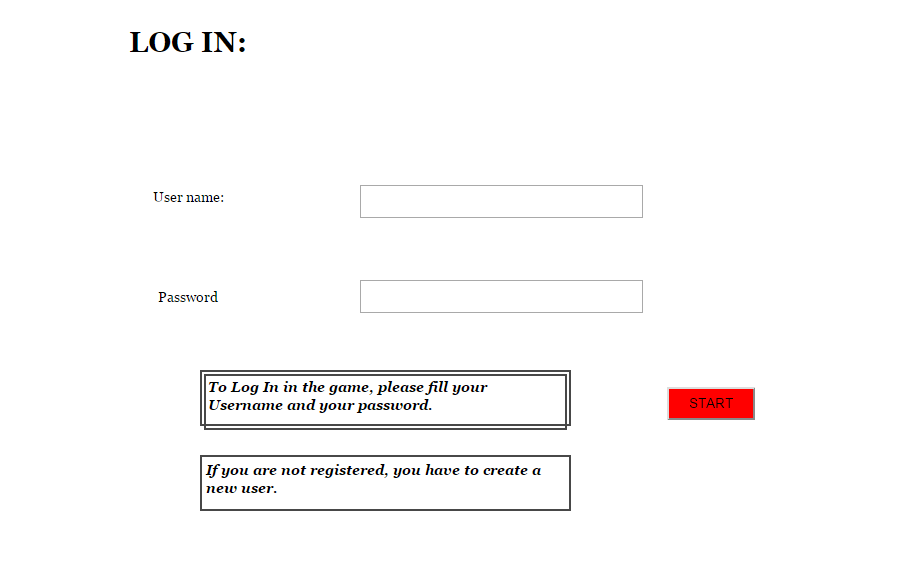 LOG IN:
User name:
Password
To Log In in the game, please fill your
Username and your password.
START
If you are not registered, you have to create a
new user.